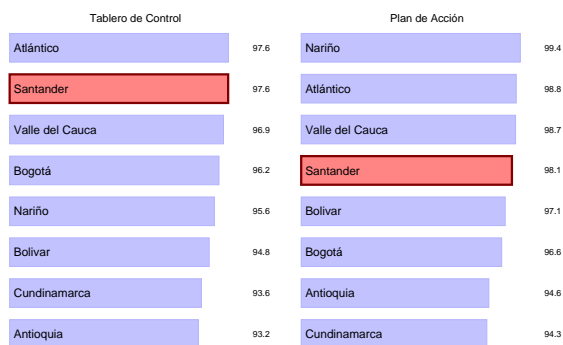 Tablero de Control
Atlántico 97.6
Santander 97.6
Valle del Cauca 96.9
Bogotá 96.2
Nariño 95.6
Bolivar 94.8
Cundinamarca 93.6
Antioquia 93.2
Plan de Acción
Nariño 99.4
Atlántico 98.8
Valle del Cauca 98.7
Santander 98.1
Bolivar 97.1
Bogotá 96.6
Antioquia 94.6
Cundinamarca 94.3